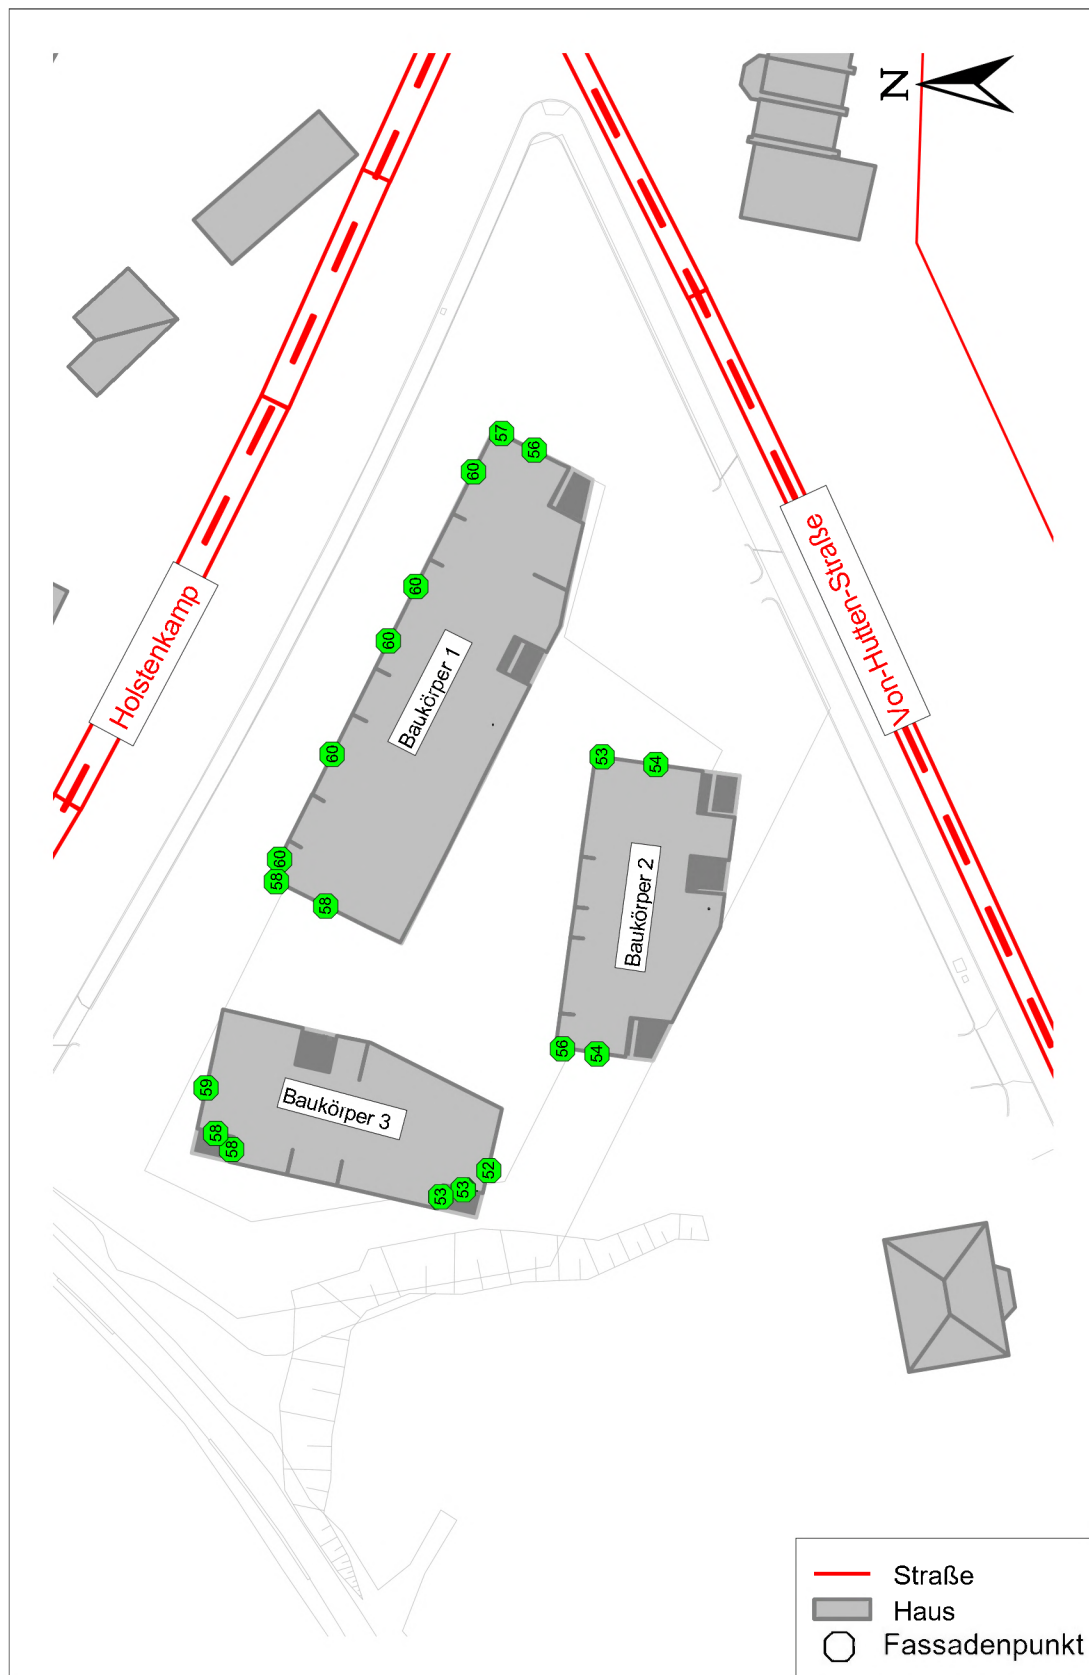 N
57
56
60
60
60
60
60
58
58
Holstenkamp
Von-Hutten-Straße
Baukörper 1
53
54
Baukörper 2
56
54
59
58
58
Baukörper 3
52
53
53
Straße
Haus
Fassadenpunkt